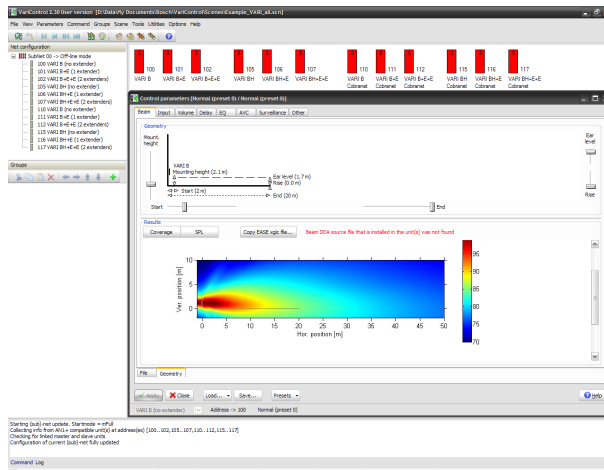 VariControl 2.30 User version [D:\Data\My Documents\Bosch\VariControl\Scenes\Example_VARI_all.scn]
File View Parameters Command Groups Scene Tools Utilities Options Help
Net configuration
SubNet 00 -> Off-line mode
100 VARI B (no extender)
101 VARI B+E (1 extender)
102 VARI B+E+E (2 extenders)
105 VARI BH (no extender)
106 VARI BH+E (1 extender)
107 VARI BH+E+E (2 extenders)
110 VARI B (no extender)
111 VARI B+E (1 extender)
112 VARI B+E+E (2 extenders)
115 VARI BH (no extender)
116 VARI BH+E (1 extender)
117 VARI BH+E+E (2 extenders)
Groups
100 101 102 105 106 107 110 111 112 115 116 117
VARI B VARI B+E VARI B+E+E VARI BH VARI BH+E VARI BH+E+E VARI B VARI B+E VARI B+E+E VARI BH VARI BH+E VARI BH+E+E
Cobranet Cobranet Cobranet Cobranet Cobranet Cobranet
Control parameters [Normal (preset 0) / Normal (preset 0)]
Beam Input Volume Delay EQ AVC Surveillance Other
Geometry
Mount. height
Ear level
VARI B
Mounting height (2.1 m)
Ear level (1.7 m)
Rise (0.0 m)
Start (2 m)
End (20 m)
Rise
Start
End
Results
Coverage SPL Copy EASE xglc file... Beam DDA source file that is installed in the unit(s) was not found
Ver. position [m]
10
5
0
0 5 10 15 20 25 30 35 40 45 50
Hor. position [m]
95
90
85
80
75
70
File Geometry
Apply Close Load... Save... Presets Help
VARI B (no extender) Address -> 100 Normal (preset 0)
Starting (sub)-net update. Startmode = mFull
Collecting info from AN1+ compatible unit(s) at address(es) [100..102,105..107,110..112,115..117]
Checking for linked master and slave units
Configuration of current (sub)-net fully updated
Command Log